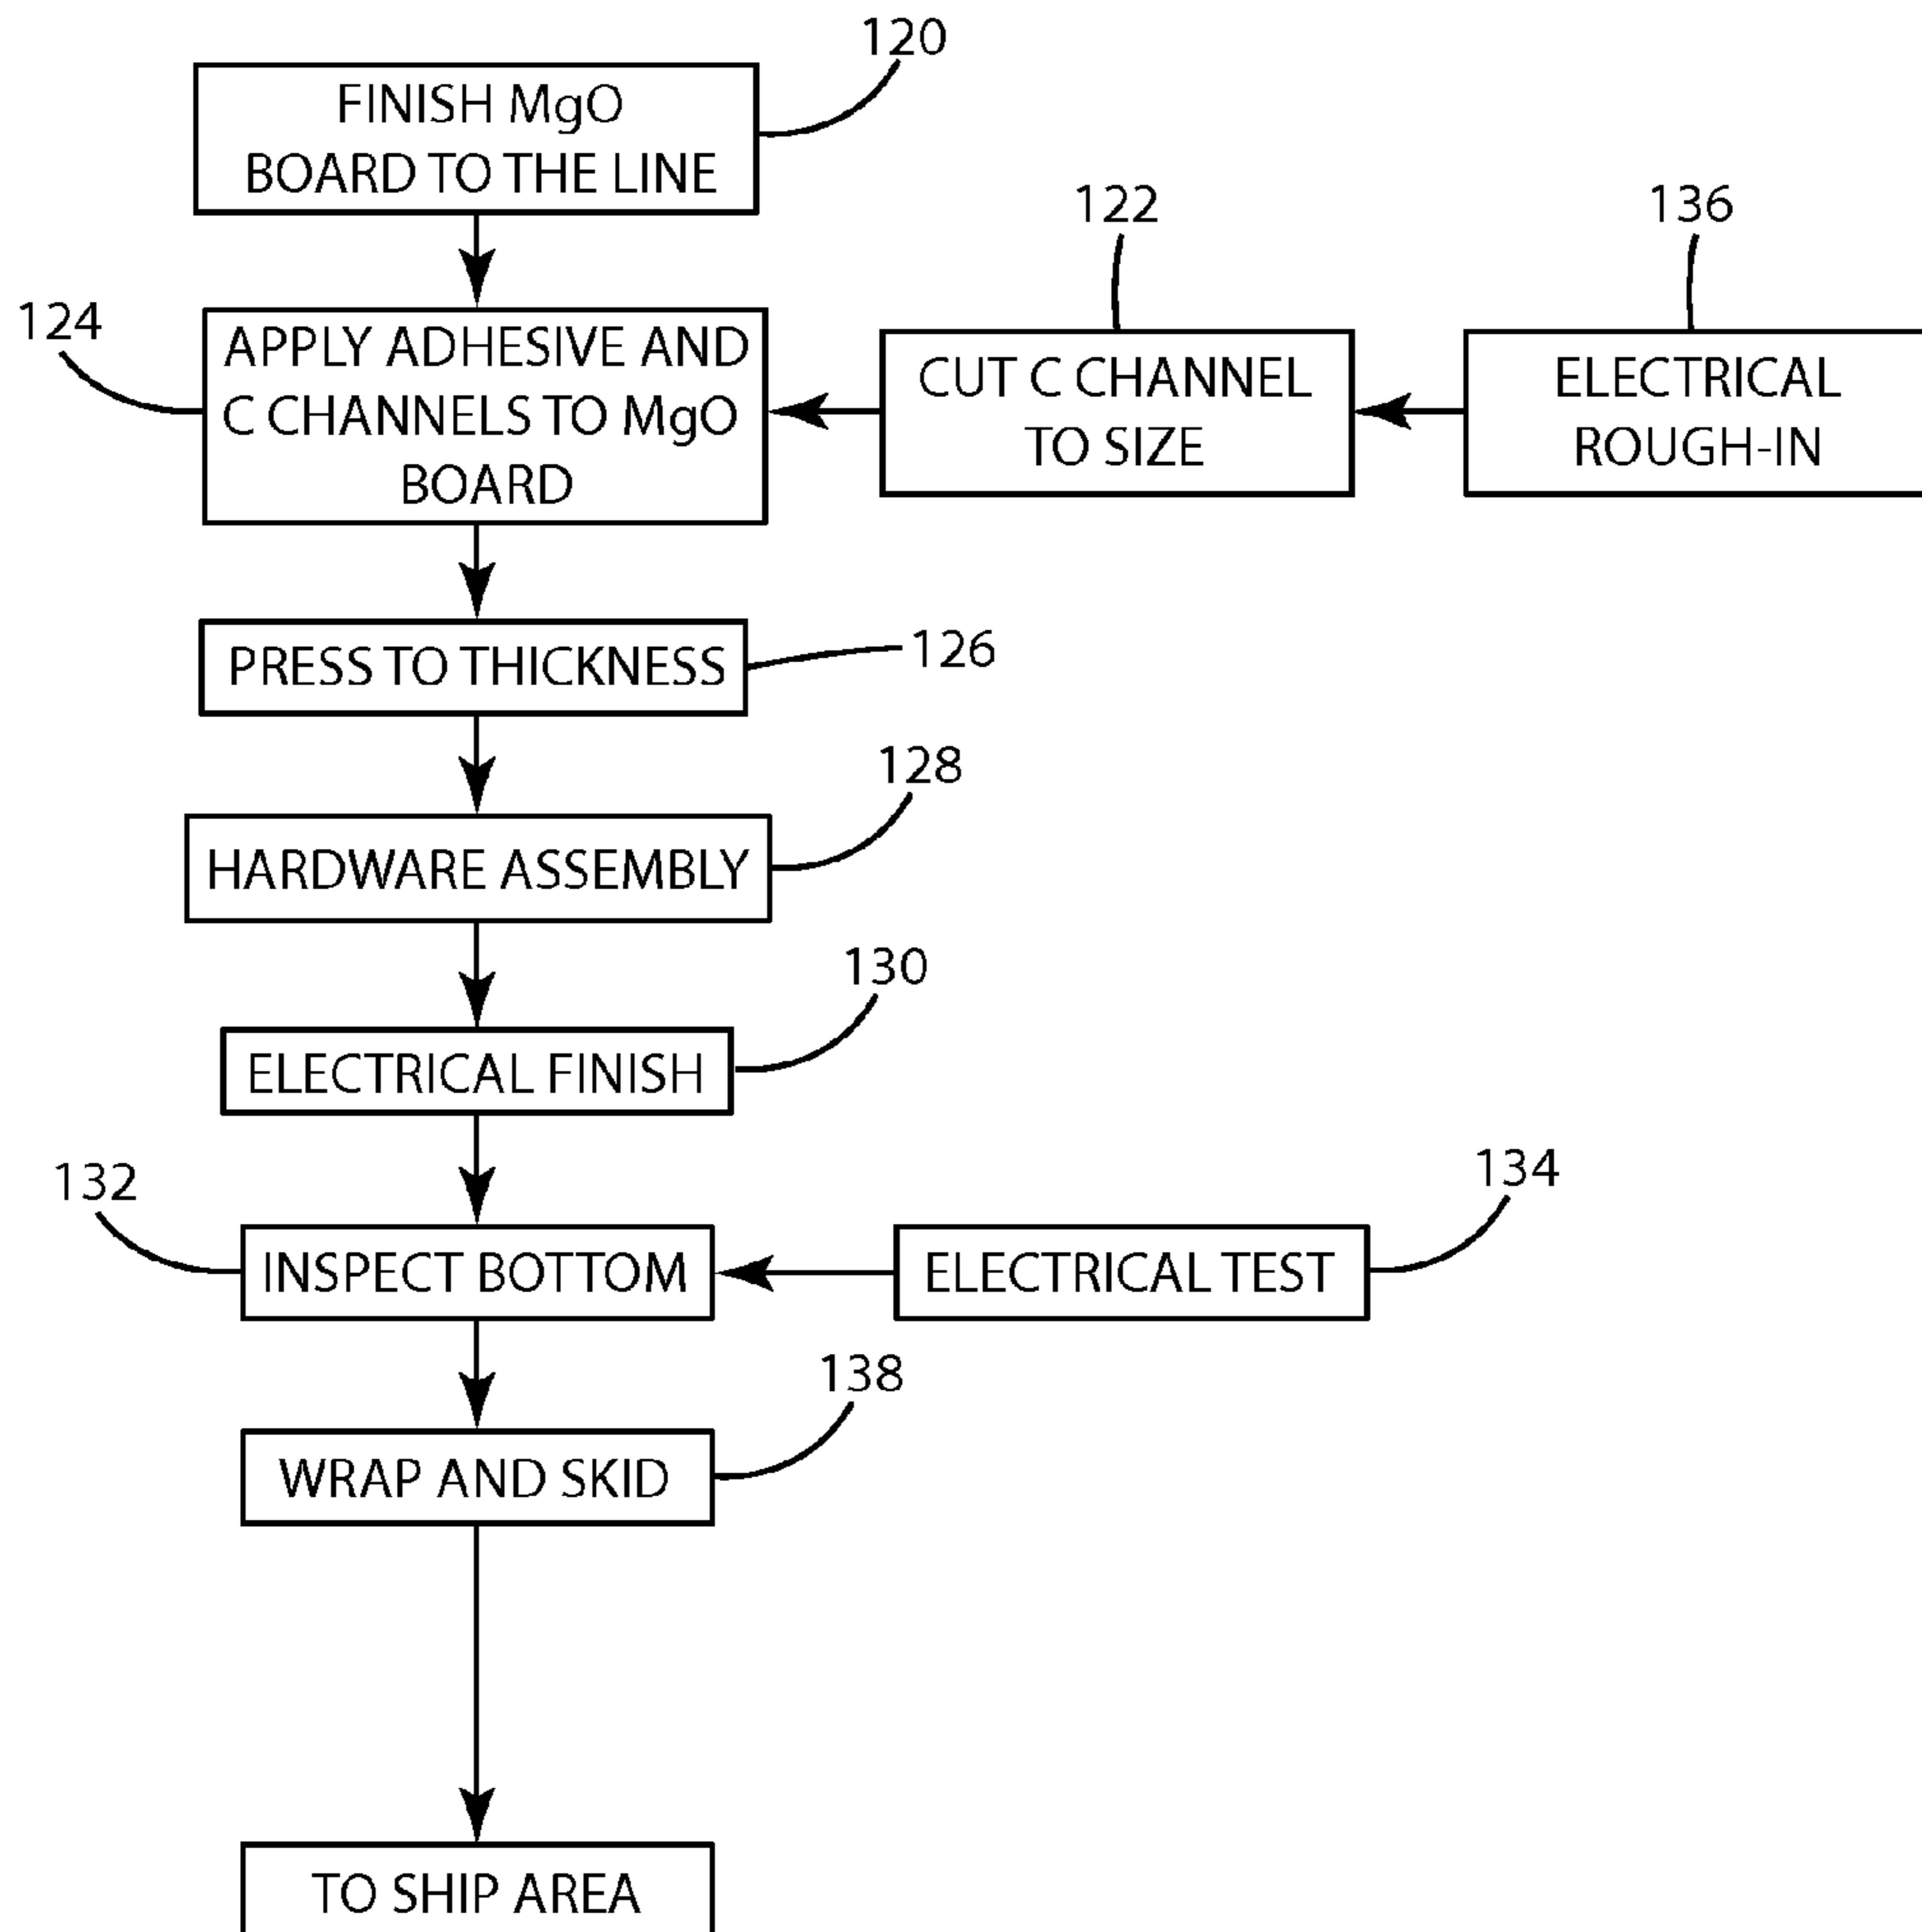 120
FINISH MgO
BOARD TO THE LINE
122
136
124
APPLY ADHESIVE AND
C CHANNELS TO MgO
BOARD
CUT C CHANNEL
TO SIZE
ELECTRICAL
ROUGH-IN
PRESS TO THICKNESS
126
128
HARDWARE ASSEMBLY
130
ELECTRICAL FINISH
132
134
INSPECT BOTTOM
ELECTRICAL TEST
138
WRAP AND SKID
TO SHIP AREA